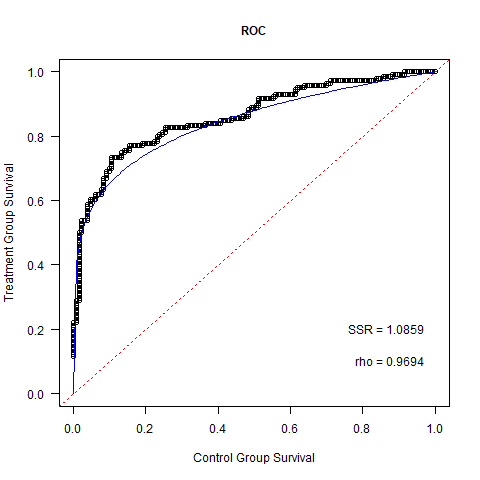 ROC
Treatment Group Survival
1.0
0.8
0.6
0.4
0.2
0.0
SSR = 1.0859
rho = 0.9694
0.0 0.2 0.4 0.6 0.8 1.0
Control Group Survival